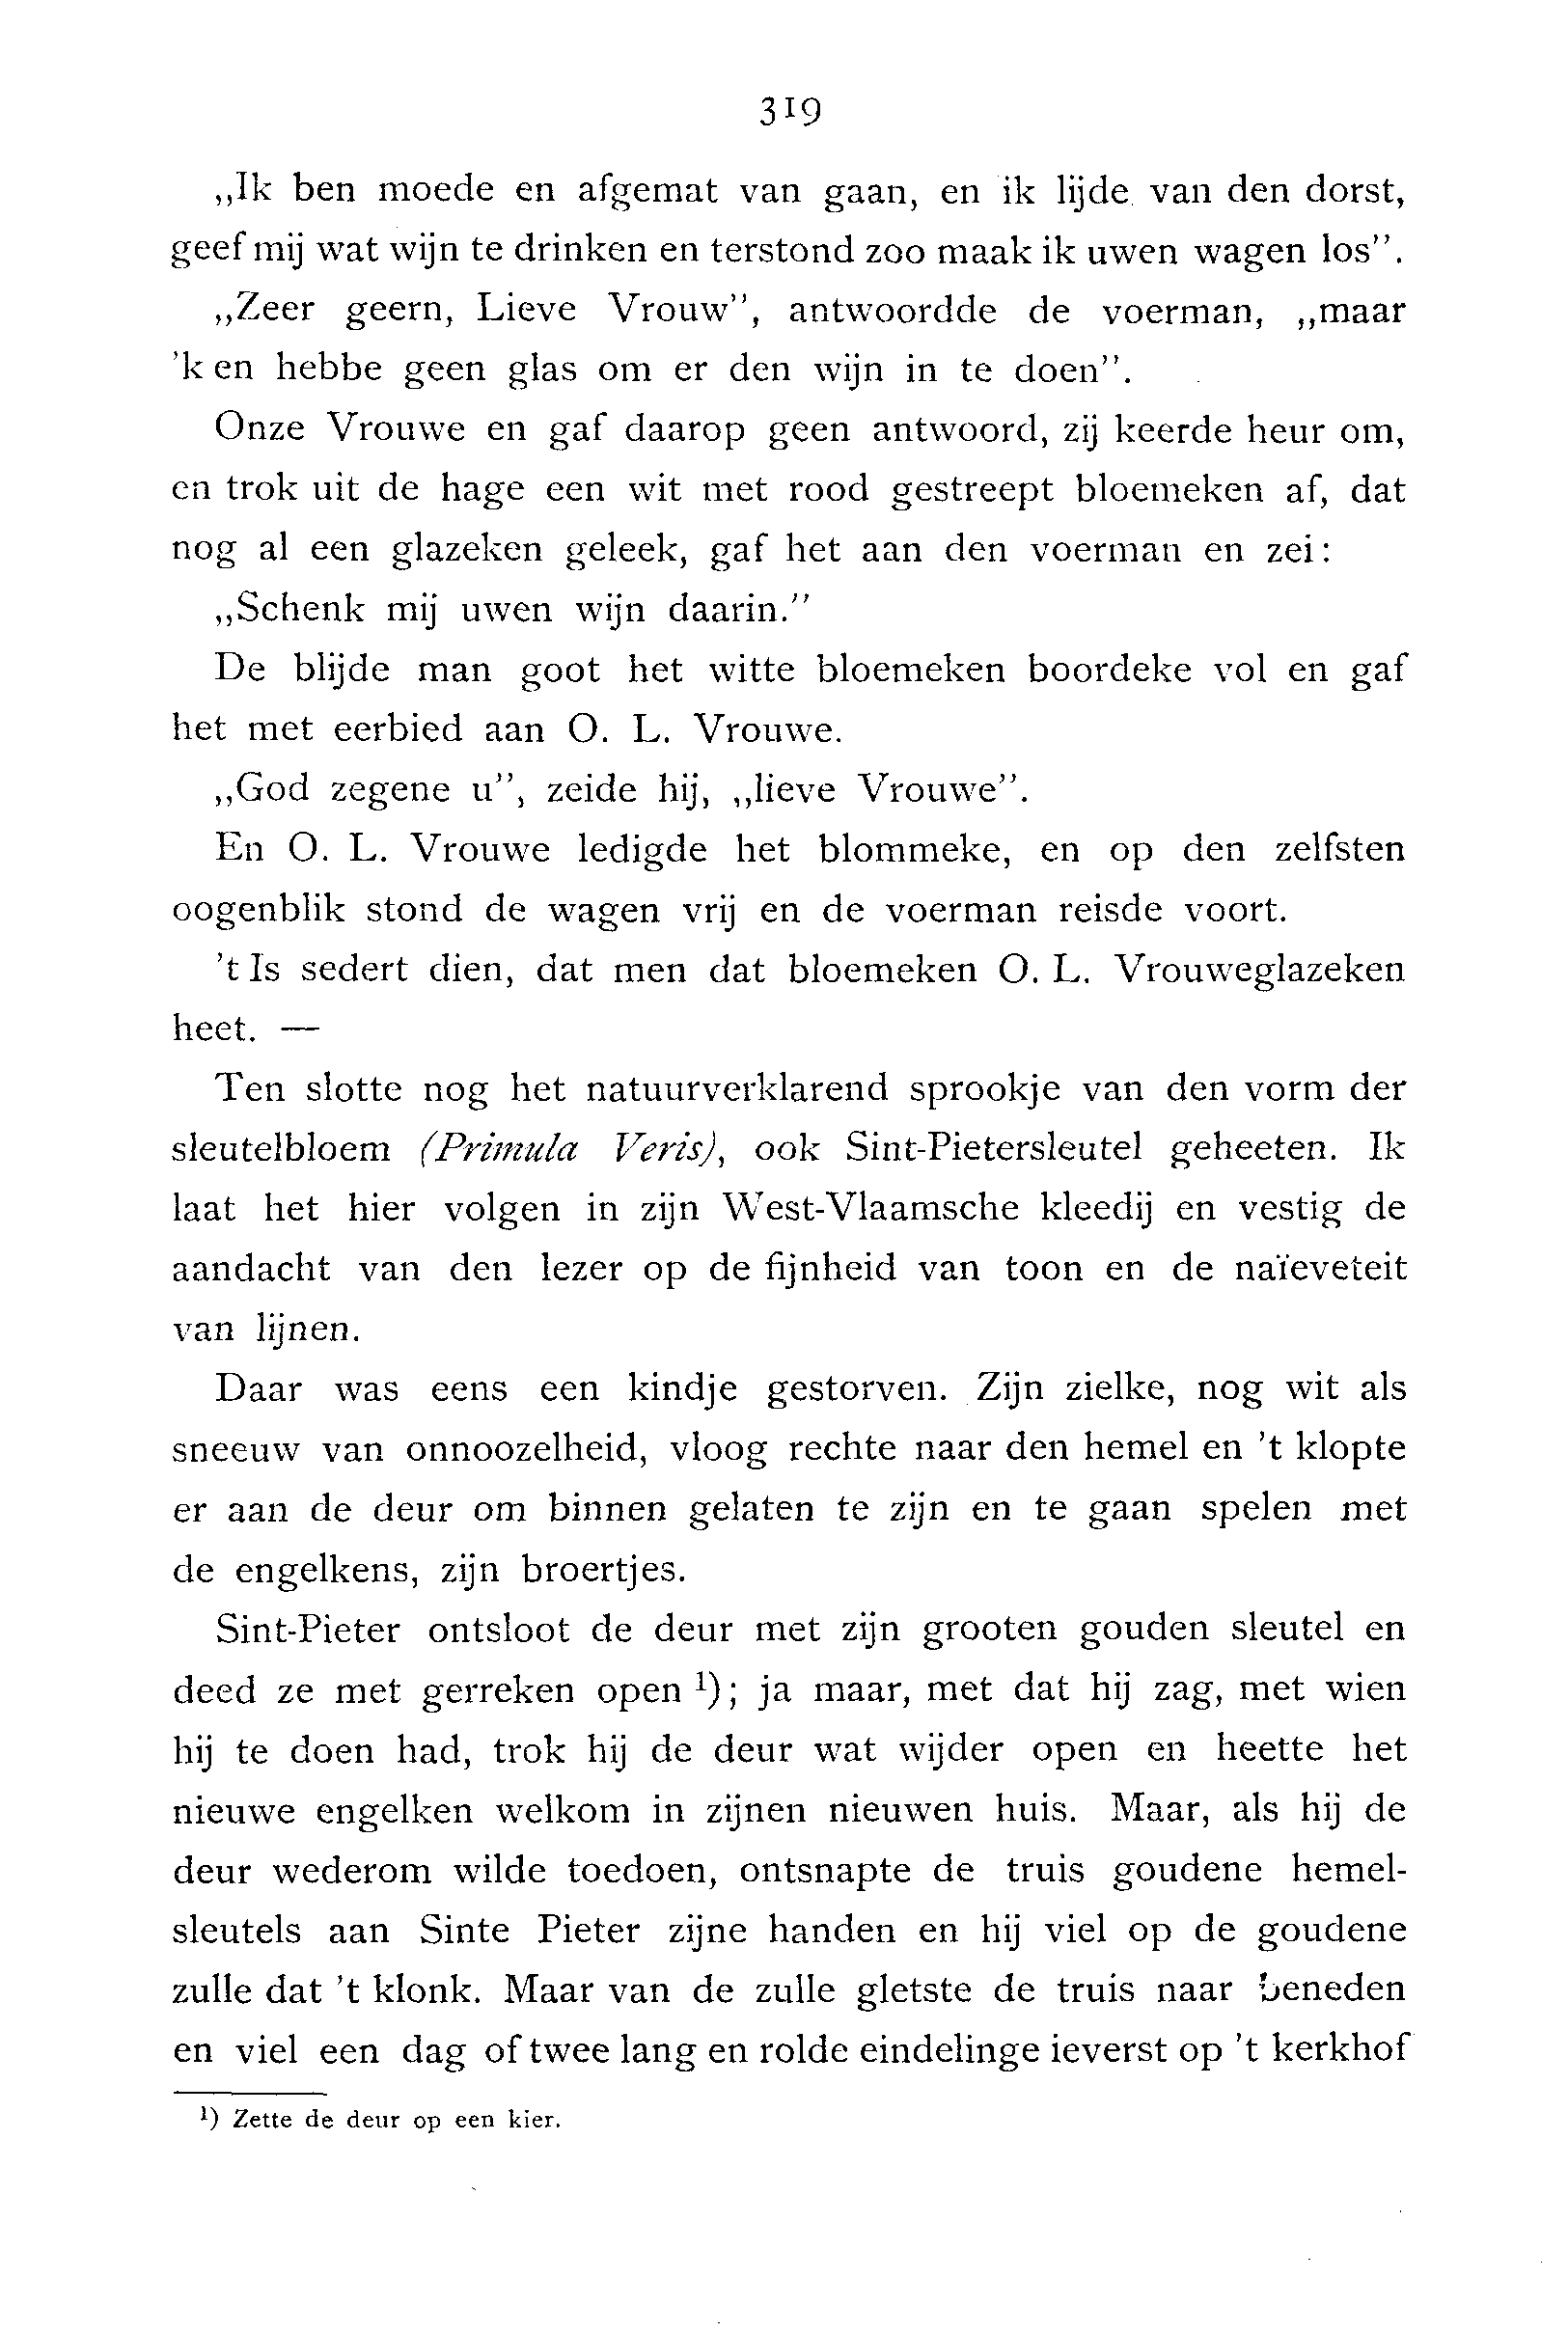 319
„Ik ben moede en afgemat van gaan, en ik lijde van den dorst,
geef mij wat wijn te drinken en terstond zoo maak ik uwen wagen los”.
„Zeer geern, Lieve Vrouw”, antwoordde de voerman, „maar
’k en hebbe geen glas om er den wijn in te doen”.
Onze Vrouwe en gaf daarop geen antwoord, zij keerde heur om,
en trok uit de hage een wit met rood gestreept bloemeken af, dat
nog al een glazeken geleek, gaf het aan den voerman en zei:
„Schenk mij uwen wijn daarin.”
De blijde man goot het witte bloemeken boordeke vol en gaf
het met eerbied aan O. L. Vrouwe.
„God zegene u”, zeide hij, „lieve Vrouwe”.
En O. L. Vrouwe ledigde het blommeke, en op den zelfsten
oogenblik stond de wagen vrij en de voerman reisde voort.
’t Is sedert dien, dat men dat bloemeken O. L. Vrouweglazeken
heet. —
Ten slotte nog het natuurverklarend sprookje van den vorm der
sleutelbloem (Primula Veris), ook Sint-Pietersleutel geheeten. Ik
laat het hier volgen in zijn West-Vlaamsche kleedij en vestig de
aandacht van den lezer op de fijnheid van toon en de naïeveteit
van lijnen.
Daar was eens een kindje gestorven. Zijn zielke, nog wit als
sneeuw van onnoozelheid, vloog rechte naar den hemel en ’t klopte
er aan de deur om binnen gelaten te zijn en te gaan spelen met
de engelkens, zijn broertjes.
Sint-Pieter ontsloot de deur met zijn grooten gouden sleutel en
deed ze met gerreken open ¹); ja maar, met dat hij zag, met wien
hij te doen had, trok hij de deur wat wijder open en heette het
nieuwe engelken welkom in zijnen nieuwen huis. Maar, als hij de
deur wederom wilde toedoen, ontsnapte de truis goudene hemel-
sleutels aan Sinte Pieter zijne handen en hij viel op de goudene
zulle dat ’t klonk. Maar van de zulle gletste de truis naar beneden
en viel een dag of twee lang en rolde eindelinge ieverst op ’t kerkhof
¹) Zette de deur op een kier.